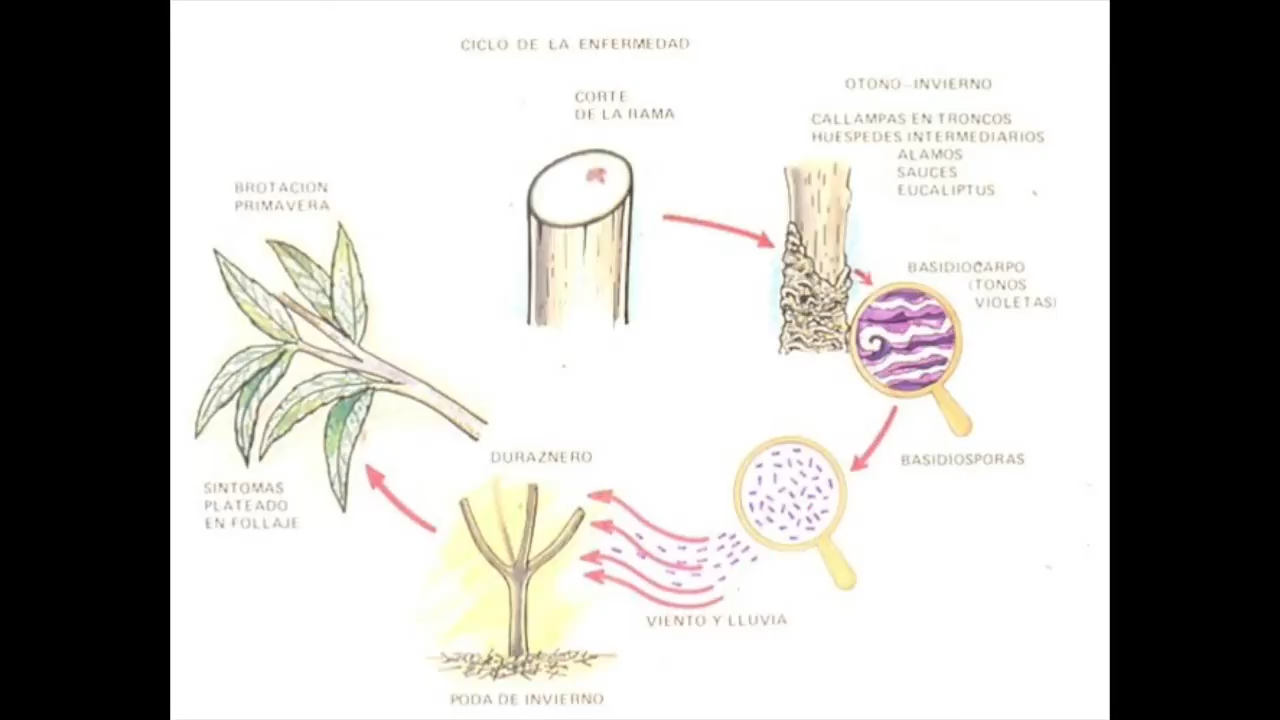 CICLO DE LA ENFERMEDAD
CORTE
DE LA RAMA
OTONO-INVIERNO
CALLAMPAS EN TRONCOS
HUESPEDES INTERMEDIARIOS
ALAMOS
SAUCES
EUCALIPTUS
BASIDIOCARPO
(TONOS
VIOLETAS)
BASIDIOSPORAS
VIENTO Y LLUVIA
DURAZNERO
PODA DE INVIERNO
BROTACION
PRIMAVERA
SINTOMAS
PLATEADO
EN FOLLAJE